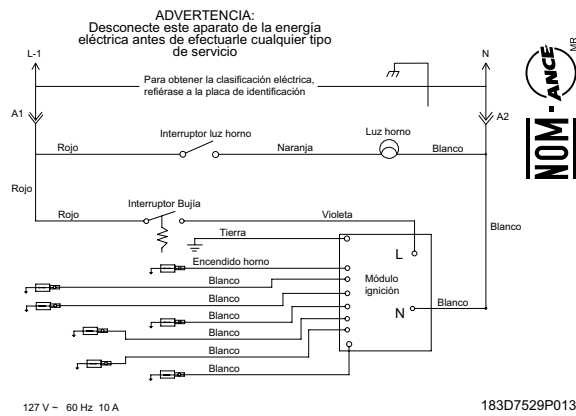 ADVERTENCIA:
Desconecte este aparato de la energía
eléctrica antes de efectuarle cualquier tipo
de servicio
L-1
N
Para obtener la clasificación eléctrica,
refiérase a la placa de identificación
A1
A2
Interruptor luz horno
Luz horno
Rojo
Naranja
Blanco
Rojo
Interruptor Bujía
Rojo
Violeta
Blanco
Tierra
L
Encendido horno
Módulo
ignición
Blanco
Blanco
N
Blanco
Blanco
Blanco
Blanco
Blanco
127 V ~ 60 Hz 10 A
183D7529P013
NOM - ANCE
MR